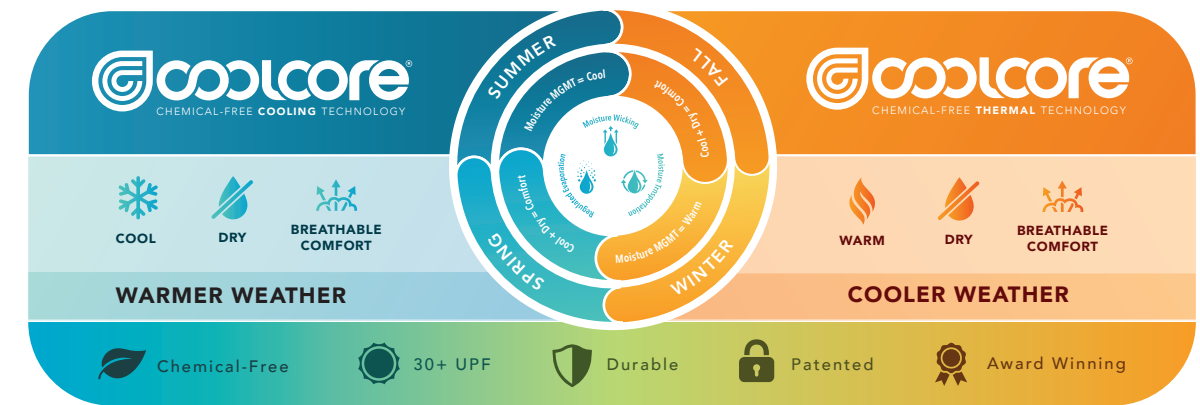 coolcore®
CHEMICAL-FREE COOLING TECHNOLOGY
COOL
DRY
BREATHABLE
COMFORT
WARMER WEATHER
SUMMER
FALL
WINTER
SPRING
Moisture MGMT = Cool
Cool + Dry = Comfort
Moisture MGMT = Warm
Cool + Dry = Comfort
Moisture Wicking
Moisture Trnsportation
Regulated Evaporation
coolcore®
CHEMICAL-FREE THERMAL TECHNOLOGY
WARM
DRY
BREATHABLE
COMFORT
COOLER WEATHER
Chemical-Free
30+ UPF
Durable
Patented
Award Winning